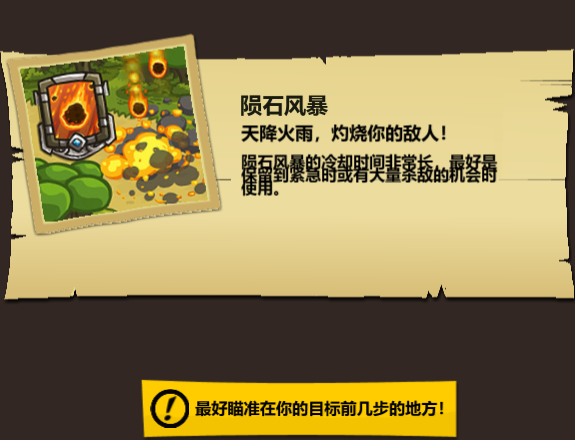 陨石风暴
天降火雨，灼烧你的敌人！
陨石风暴的冷却时间非常长，最好是
保留到紧急时或有大量杀敌的机会时
使用。
最好瞄准在你的目标前几步的地方！